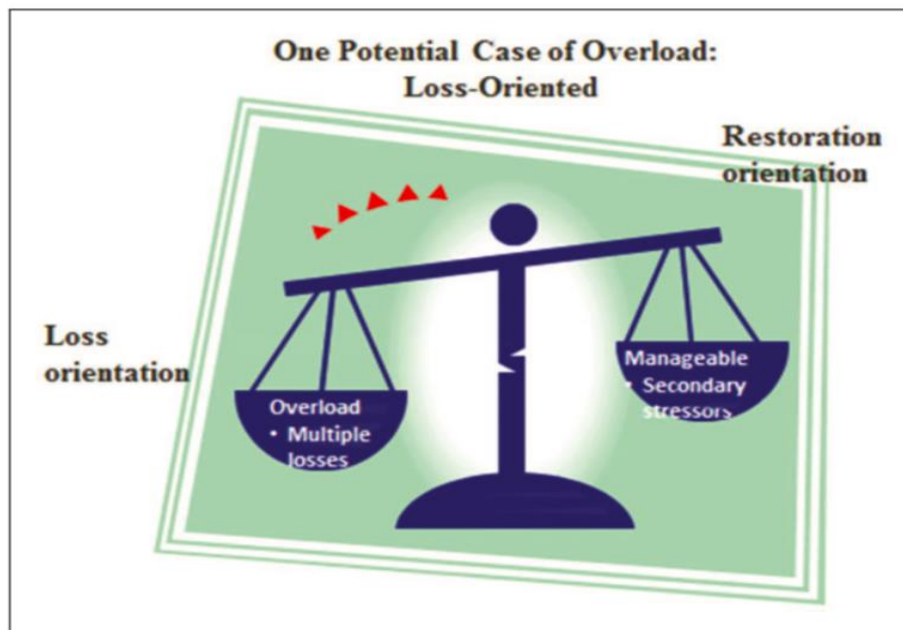 One Potential Case of Overload:
Loss-Oriented
Restoration
orientation
Loss
orientation
Overload
• Multiple
losses
Manageable
• Secondary
stressors